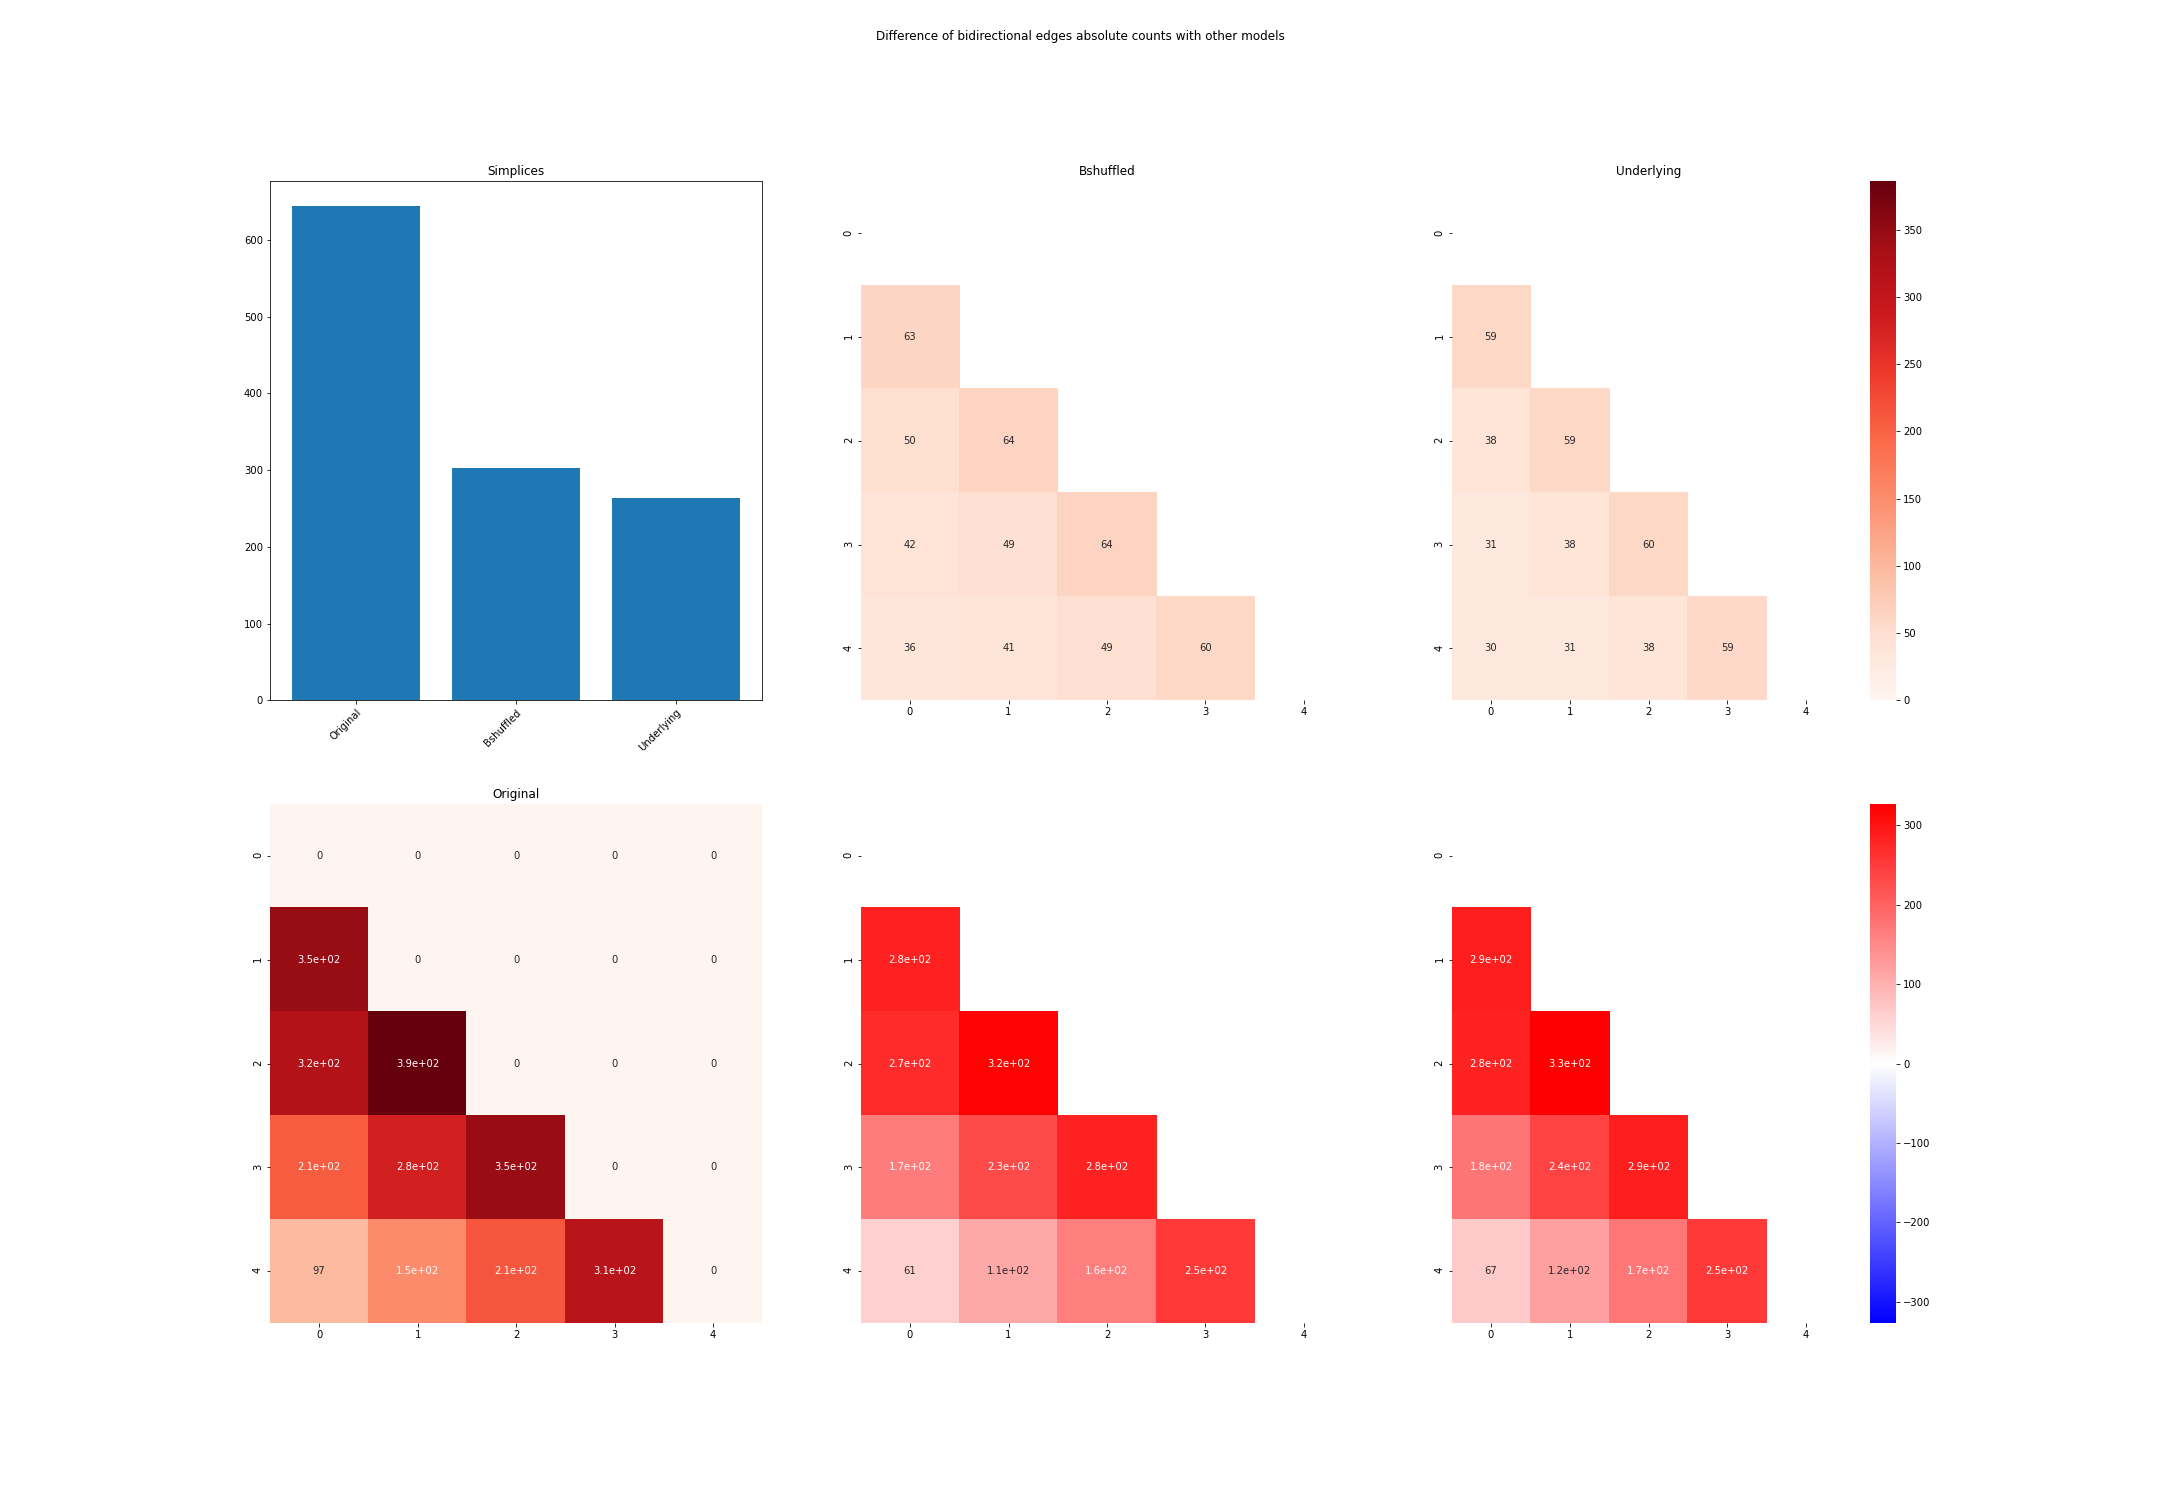 Difference of bidirectional edges absolute counts with other models
Simplices
600
500
400
300
200
100
0
Original
Bshuffled
Underlying
Bshuffled
0
1
2
3
4
63
50 64
42 49 64
36 41 49 60
0 1 2 3 4
Underlying
0
1
2
3
4
59
38 59
31 38 60
30 31 38 59
0 1 2 3 4
350
300
250
200
150
100
50
0
Original
0
1
2
3
4
0 0 0 0 0
3.5e+02 0 0 0 0
3.2e+02 3.9e+02 0 0 0
2.1e+02 2.8e+02 3.5e+02 0 0
97 1.5e+02 2.1e+02 3.1e+02 0
0 1 2 3 4
0
1
2
3
4
2.8e+02
2.7e+02 3.2e+02
1.7e+02 2.3e+02 2.8e+02
61 1.1e+02 1.6e+02 2.5e+02
0 1 2 3 4
0
1
2
3
4
2.9e+02
2.8e+02 3.3e+02
1.8e+02 2.4e+02 2.9e+02
67 1.2e+02 1.7e+02 2.5e+02
0 1 2 3 4
300
200
100
0
−100
−200
−300